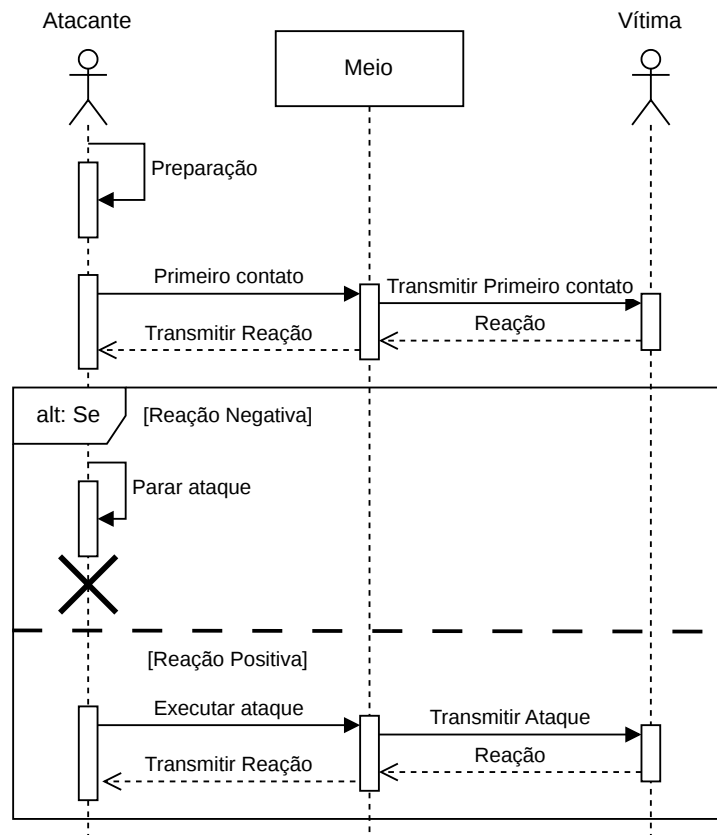 Atacante
Meio
Vítima
Preparação
Primeiro contato
Transmitir Primeiro contato
Transmitir Reação
Reação
alt: Se
[Reação Negativa]
Parar ataque
[Reação Positiva]
Executar ataque
Transmitir Ataque
Transmitir Reação
Reação